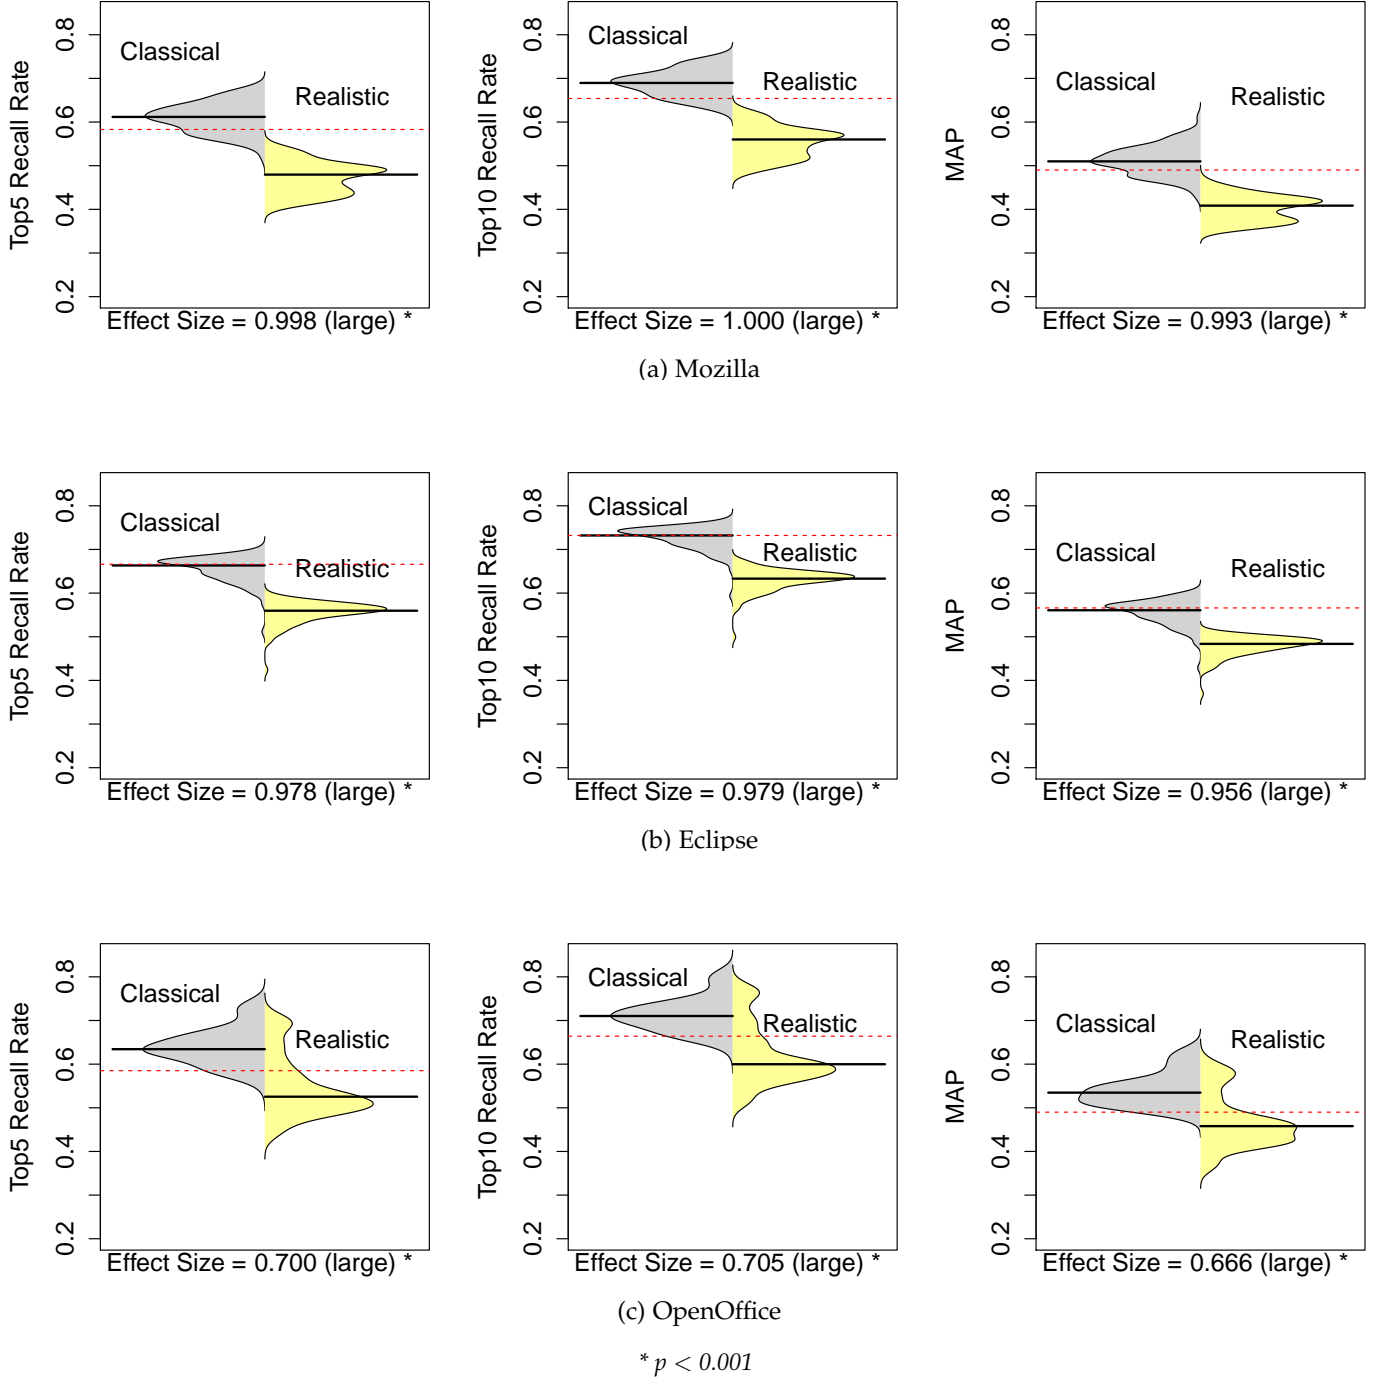 Top5 Recall Rate
0.2 0.4 0.6 0.8
Classical
Realistic
Effect Size = 0.998 (large) *
Top10 Recall Rate
0.2 0.4 0.6 0.8
Classical
Realistic
Effect Size = 1.000 (large) *
MAP
0.2 0.4 0.6 0.8
Classical
Realistic
Effect Size = 0.993 (large) *
(a) Mozilla
Top5 Recall Rate
0.2 0.4 0.6 0.8
Classical
Realistic
Effect Size = 0.978 (large) *
Top10 Recall Rate
0.2 0.4 0.6 0.8
Classical
Realistic
Effect Size = 0.979 (large) *
MAP
0.2 0.4 0.6 0.8
Classical
Realistic
Effect Size = 0.956 (large) *
(b) Eclipse
Top5 Recall Rate
0.2 0.4 0.6 0.8
Classical
Realistic
Effect Size = 0.700 (large) *
Top10 Recall Rate
0.2 0.4 0.6 0.8
Classical
Realistic
Effect Size = 0.705 (large) *
MAP
0.2 0.4 0.6 0.8
Classical
Realistic
Effect Size = 0.666 (large) *
(c) OpenOffice
* p < 0.001